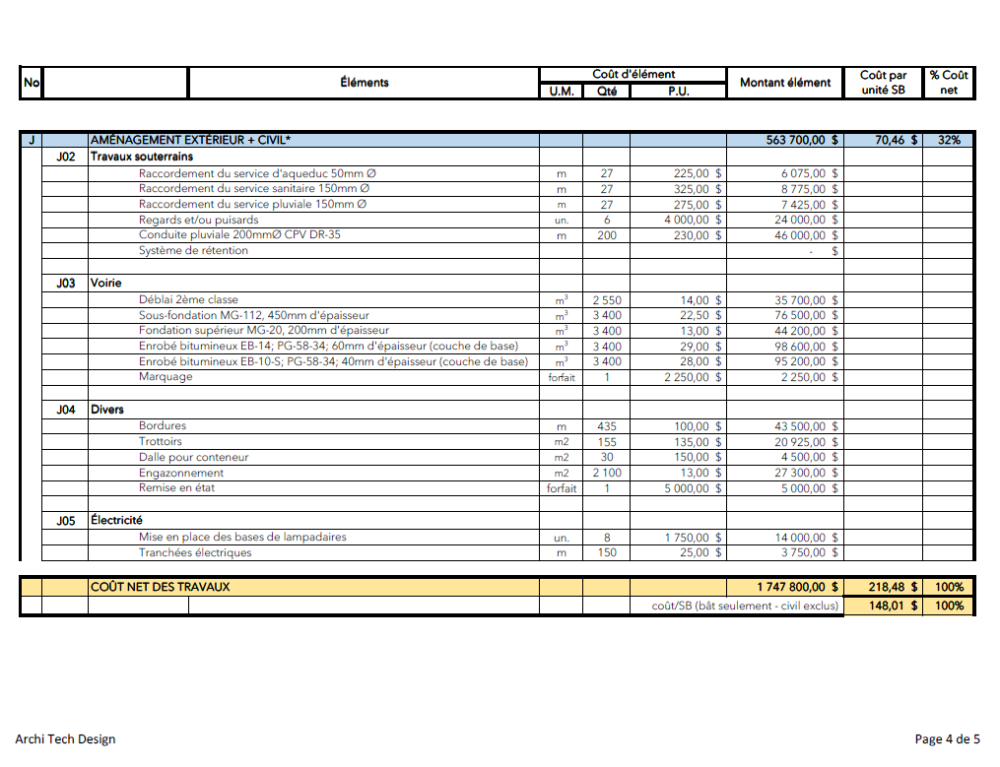 No Éléments Coût d'élément Montant élément Coût par unité SB % Coût net
U.M. Qté P.U.
J AMÉNAGEMENT EXTÉRIEUR + CIVIL* 563 700,00 $ 70,46 $ 32%
J02 Travaux souterrains
Raccordement du service d'aqueduc 50mm Ø m 27 225,00 $ 6 075,00 $
Raccordement du service sanitaire 150mm Ø m 27 325,00 $ 8 775,00 $
Raccordement du service pluviale 150mm Ø m 27 275,00 $ 7 425,00 $
Regards et/ou puisards un. 6 4 000,00 $ 24 000,00 $
Conduite pluviale 200mmØ CPV DR-35 m 200 230,00 $ 46 000,00 $
Système de rétention - $
J03 Voirie
Déblai 2ème classe m³ 2 550 14,00 $ 35 700,00 $
Sous-fondation MG-112, 450mm d'épaisseur m³ 3 400 22,50 $ 76 500,00 $
Fondation supérieur MG-20, 200mm d'épaisseur m³ 3 400 13,00 $ 44 200,00 $
Enrobé bitumineux EB-14; PG-58-34; 60mm d'épaisseur (couche de base) m³ 3 400 29,00 $ 98 600,00 $
Enrobé bitumineux EB-10-S; PG-58-34; 40mm d'épaisseur (couche de base) m³ 3 400 28,00 $ 95 200,00 $
Marquage forfait 1 2 250,00 $ 2 250,00 $
J04 Divers
Bordures m 435 100,00 $ 43 500,00 $
Trottoirs m2 155 135,00 $ 20 925,00 $
Dalle pour conteneur m2 30 150,00 $ 4 500,00 $
Engazonnement m2 2 100 13,00 $ 27 300,00 $
Remise en état forfait 1 5 000,00 $ 5 000,00 $
J05 Électricité
Mise en place des bases de lampadaires un. 8 1 750,00 $ 14 000,00 $
Tranchées électriques m 150 25,00 $ 3 750,00 $
COÛT NET DES TRAVAUX 1 747 800,00 $ 218,48 $ 100%
coût/SB (bât seulement - civil exclus) 148,01 $ 100%
Archi Tech Design Page 4 de 5